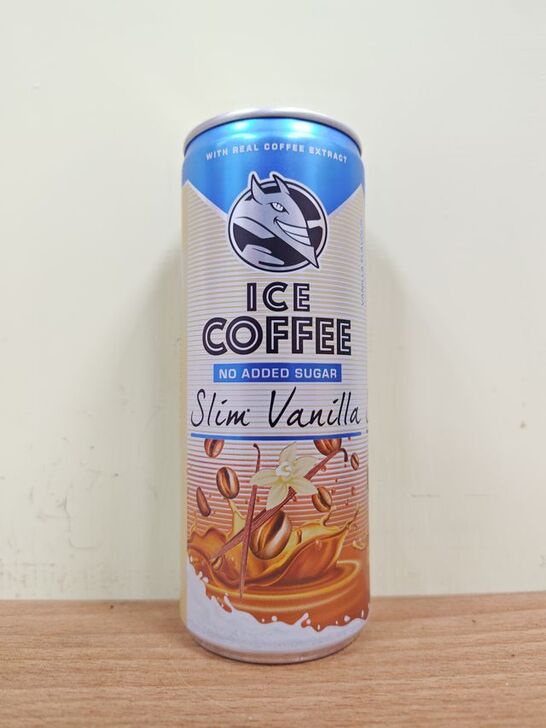 WITH REAL COFFEE EXTRACT
ICE
COFFEE
NO ADDED SUGAR
Slim Vanilla